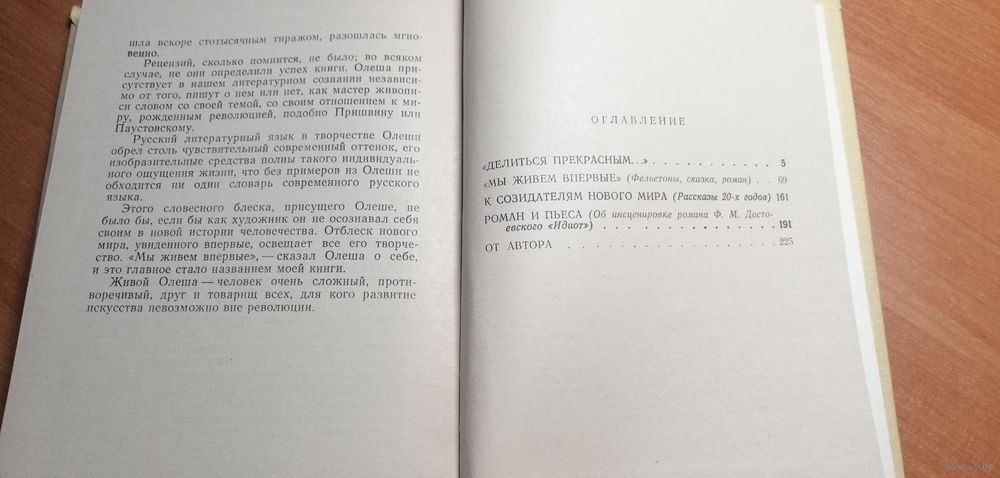 шла вскоре стотысячным тиражом, разошлась мгно-
венно.
Рецензий, сколько помнится, не было; во всяком
случае, не они определили успех книги. Олеша при-
сутствует в нашем литературном сознании независи-
мо от того, пишут о нем или нет, как мастер живопи-
си словом со своей темой, со своим отношением к ми-
ру, рожденным революцией, подобно Пришвину или
Паустовскому.
Русский литературный язык в творчестве Олеши
обрел столь чувствительный современный оттенок, его
изобразительные средства полны такого индивидуаль-
ного ощущения жизни, что без примеров из Олеши не
обходится ни один словарь современного русского
языка.
Этого словесного блеска, присущего Олеше, не
было бы, если бы как художник он не осознавал себя
своим в новой истории человечества. Отблеск нового
мира, увиденного впервые, освещает все его творче-
ство. «Мы живем впервые», — сказал Олеша о себе,
и это главное стало названием моей книги.
Живой Олеша — человек очень сложный, проти-
воречивый, друг и товарищ всех, для кого развитие
искусства невозможно вне революции.
ОГЛАВЛЕНИЕ
«ДЕЛИТЬСЯ ПРЕКРАСНЫМ...» . . . . . . . . . . . 5
«МЫ ЖИВЕМ ВПЕРВЫЕ» (Фельетоны, сказка, роман) . . 69
К СОЗИДАТЕЛЯМ НОВОГО МИРА (Рассказы 20-х годов) 161
РОМАН И ПЬЕСА (Об инсценировке романа Ф. М. Досто-
евского «Идиот») . . . . . . . . . . . . . . 191
ОТ АВТОРА . . . . . . . . . . . . . . . . . 225